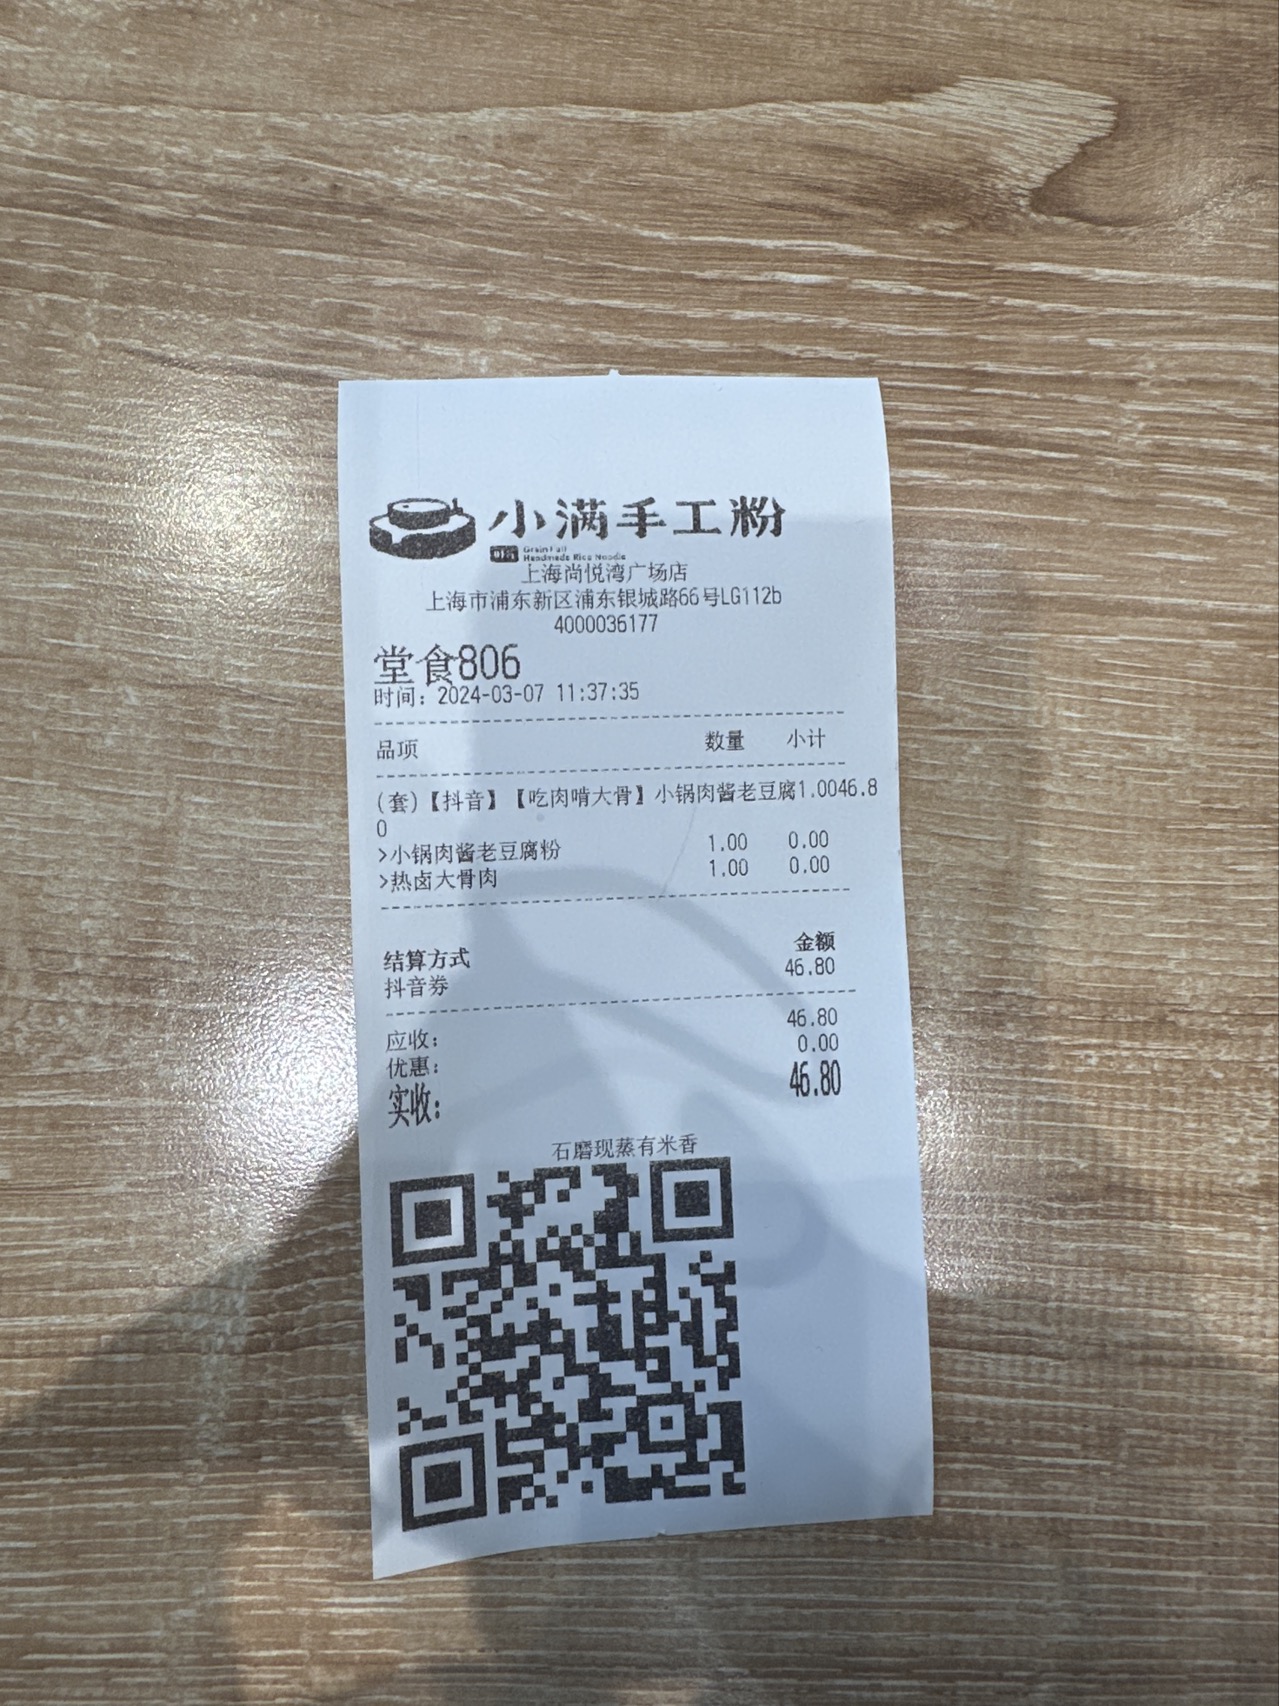 小满手工粉
Grain Full
Handmade Rice Noodle
上海尚悦湾广场店
上海市浦东新区浦东银城路66号LG112b
4000036177
堂食806
时间：2024-03-07 11:37:35
品项 数量 小计
(套)【抖音】【吃肉啃大骨】小锅肉酱老豆腐1.0046.8
0
>小锅肉酱老豆腐粉 1.00 0.00
>热卤大骨肉 1.00 0.00
结算方式 金额
抖音券 46.80
应收： 46.80
优惠： 0.00
实收： 46.80
石磨现蒸有米香